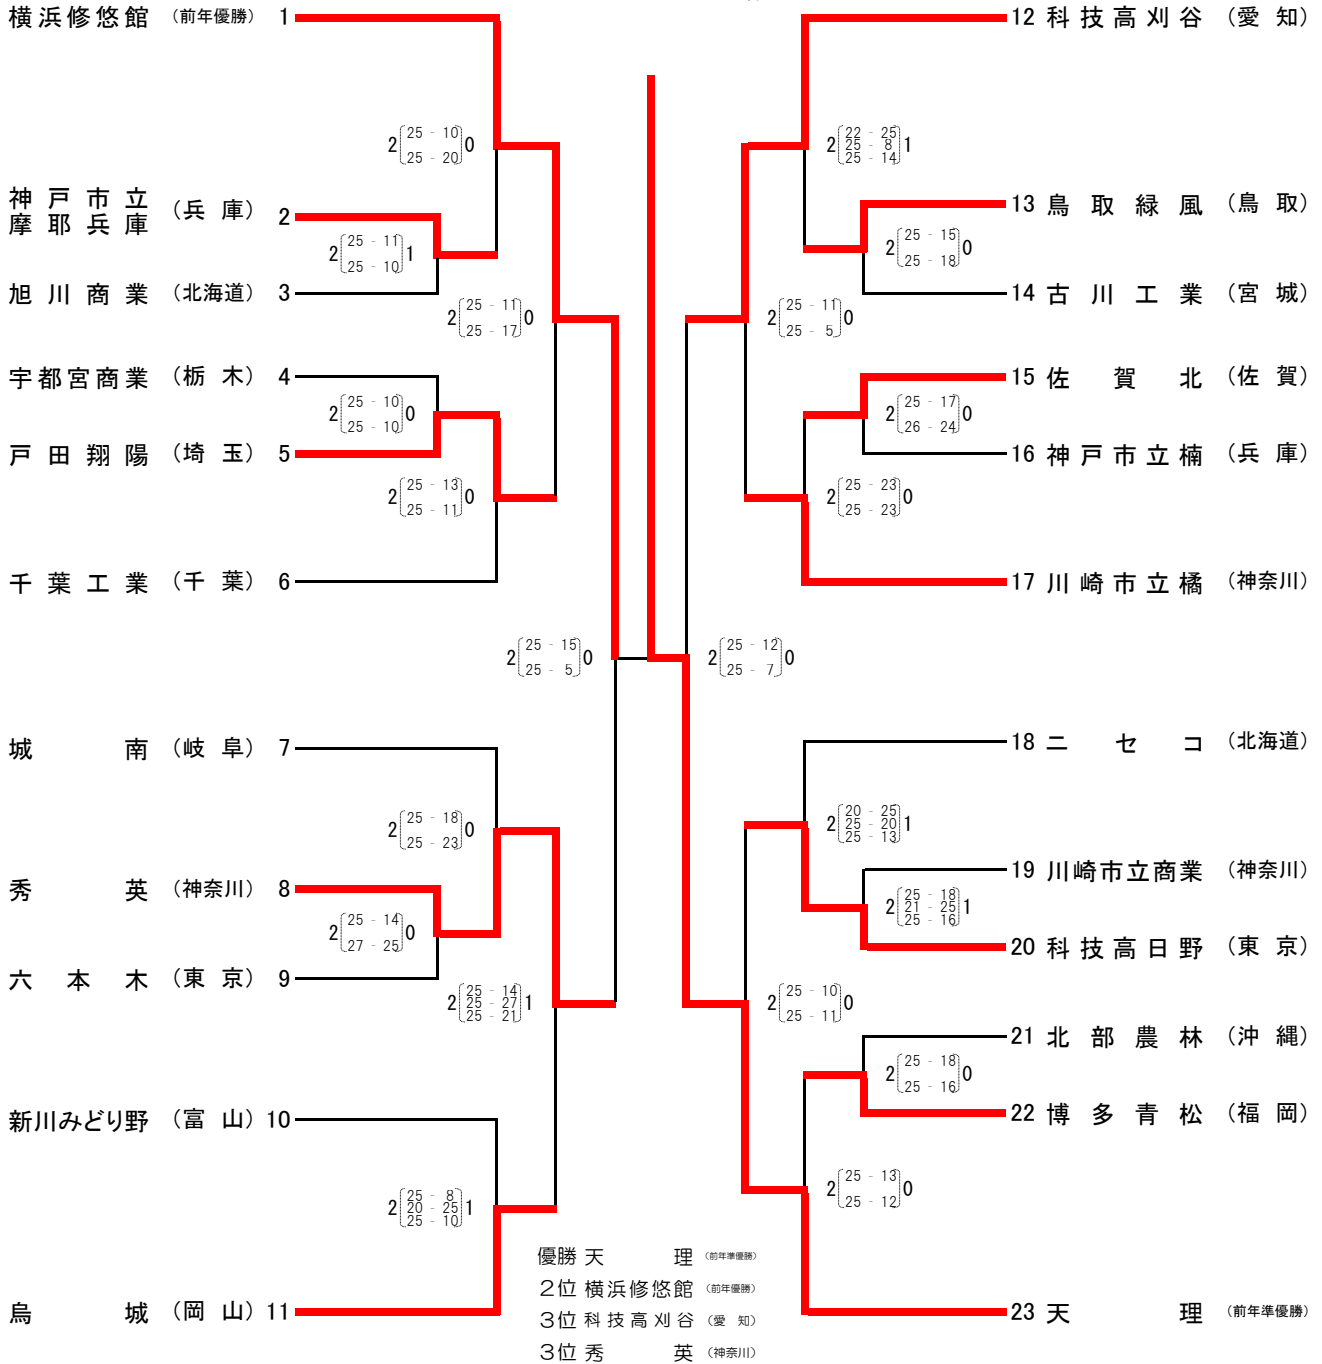 横浜修悠館 （前年優勝） 1
神戸市立
摩耶兵庫 （兵庫） 2
旭川商業 （北海道） 3
宇都宮商業 （栃木） 4
戸田翔陽 （埼玉） 5
千葉工業 （千葉） 6
城南 （岐阜） 7
秀英 （神奈川） 8
六本木 （東京） 9
新川みどり野 （富山） 10
烏城 （岡山） 11
2 25 - 10 0
25 - 20
2 25 - 11 1
25 - 10
2 25 - 11 0
25 - 17
2 25 - 10 0
25 - 10
2 25 - 13 0
25 - 11
2 25 - 15 0
25 - 5
2 25 - 18 0
25 - 23
2 25 - 14 0
27 - 25
2 25 - 14 1
25 - 27
25 - 21
2 25 - 8 1
20 - 25
25 - 10
12 科技高刈谷 （愛知）
13 鳥取緑風 （鳥取）
14 古川工業 （宮城）
15 佐賀北 （佐賀）
16 神戸市立楠 （兵庫）
17 川崎市立橘 （神奈川）
18 ニセコ （北海道）
19 川崎市立商業 （神奈川）
20 科技高日野 （東京）
21 北部農林 （沖縄）
22 博多青松 （福岡）
23 天理 （前年準優勝）
2 22 - 25 1
25 - 8
25 - 14
2 25 - 15 0
25 - 18
2 25 - 11 0
25 - 5
2 25 - 17 0
26 - 24
2 25 - 23 0
25 - 23
2 25 - 12 0
25 - 7
2 20 - 25 1
25 - 20
25 - 13
2 25 - 18 1
21 - 25
25 - 16
2 25 - 10 0
25 - 11
2 25 - 18 0
25 - 16
2 25 - 13 0
25 - 12
優勝 天理 （前年準優勝）
2位 横浜修悠館 （前年優勝）
3位 科技高刈谷 （愛知）
3位 秀英 （神奈川）